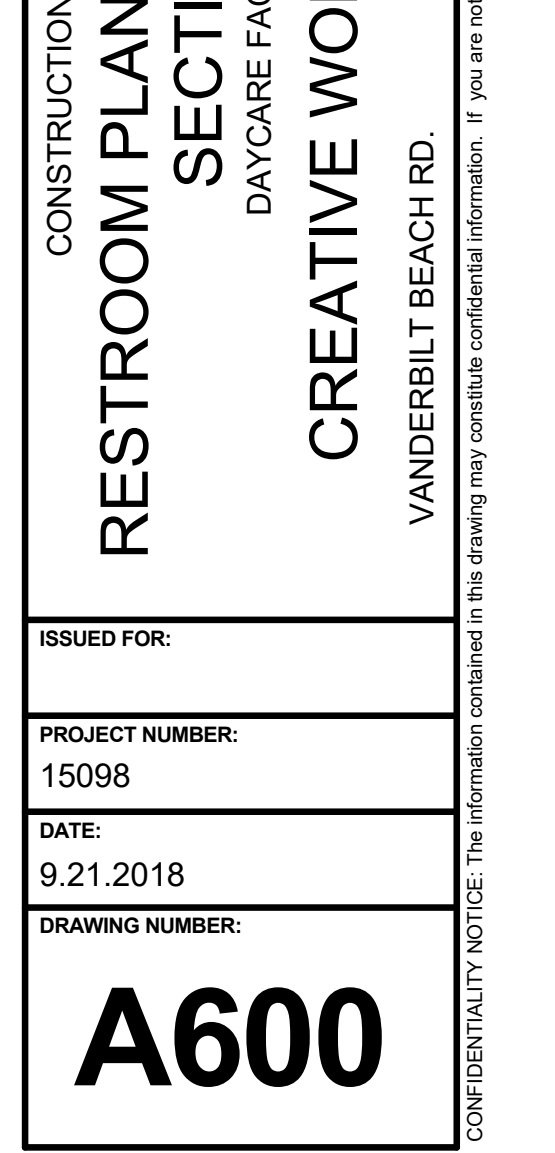 CONSTRUCTION
RESTROOM PLAN
SECTI
DAYCARE FAC
CREATIVE WO
VANDERBILT BEACH RD.
ISSUED FOR:
PROJECT NUMBER:
15098
DATE:
9.21.2018
DRAWING NUMBER:
A600
CONFIDENTIALITY NOTICE: The information contained in this drawing may constitute confidential information. If you are not